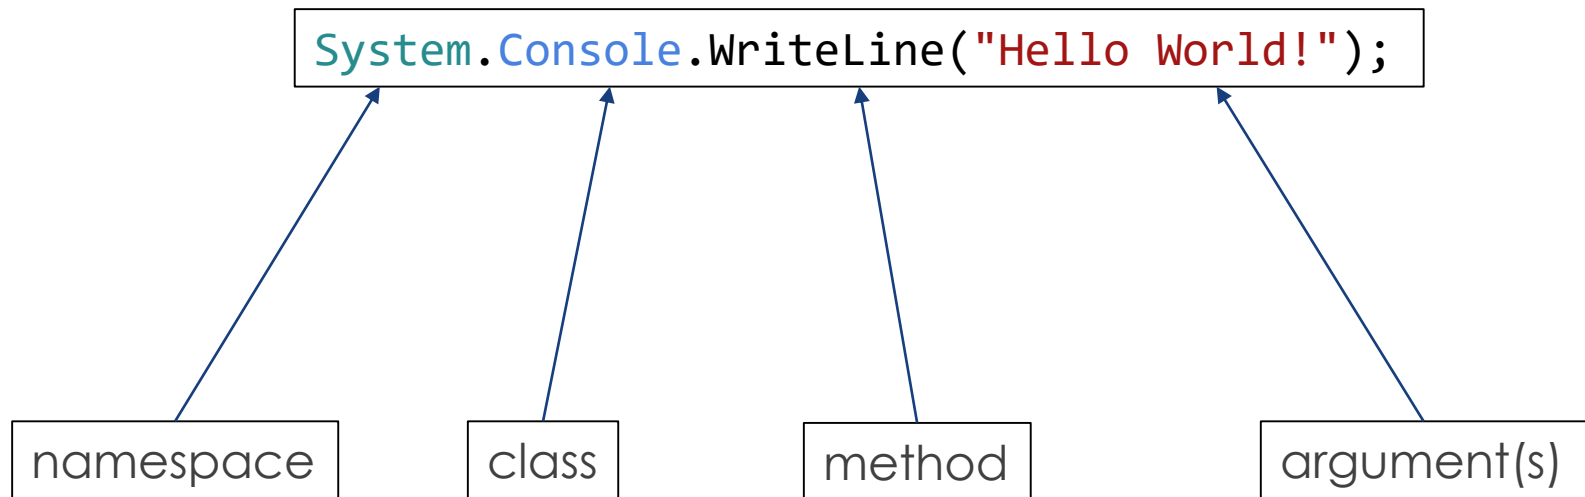 System.Console.WriteLine("Hello World!");
namespace
class
method
argument(s)